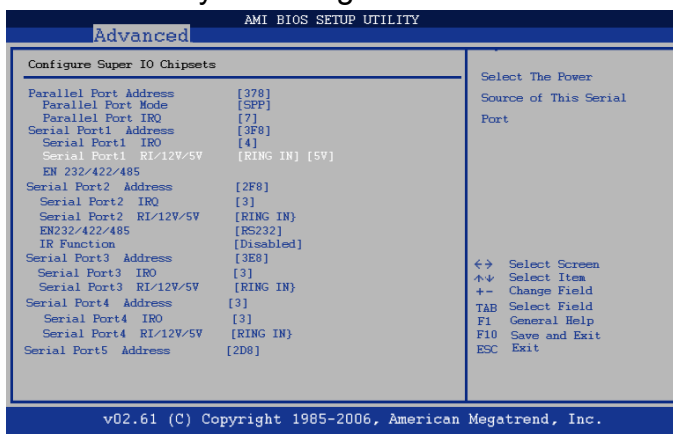 AMI BIOS SETUP UTILITY
Advanced
Configure Super IO Chipsets
Parallel Port Address [378]
Parallel Port Mode [SPP]
Parallel Port IRQ [7]
Serial Port1 Address [3F8]
Serial Port1 IRO [4]
Serial Port1 RI/12V/5V [RING IN] [5V]
EN 232/422/485
Serial Port2 Address [2F8]
Serial Port2 IRQ [3]
Serial Port2 RI/12V/5V [RING IN}
EN232/422/485 [RS232]
IR Function [Disabled]
Serial Port3 Address [3E8]
Serial Port3 IRO [3]
Serial Port3 RI/12V/5V [RING IN}
Serial Port4 Address [3]
Serial Port4 IRO [3]
Serial Port4 RI/12V/5V [RING IN}
Serial Port5 Address [2D8]
Select The Power
Source of This Serial
Port
←→ Select Screen
↑↓ Select Item
+- Change Field
TAB Select Field
F1 General Help
F10 Save and Exit
ESC Exit
v02.61 (C) Copyright 1985-2006, American Megatrend, Inc.